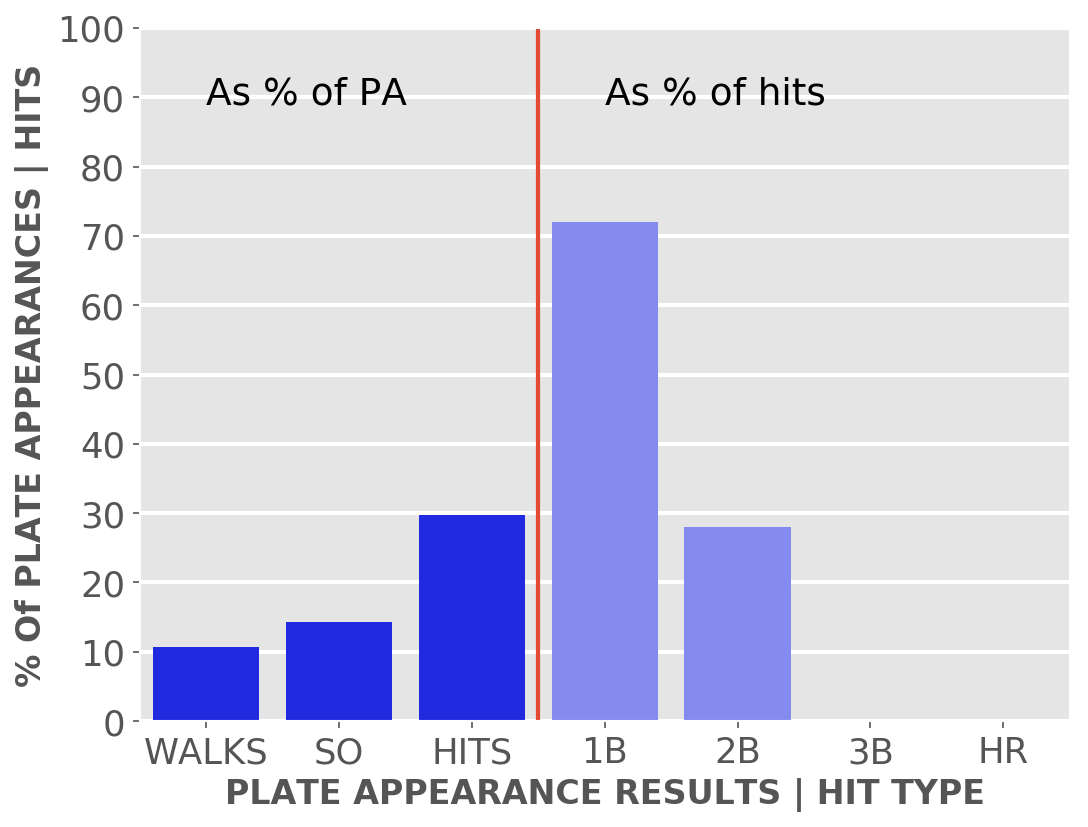 % Of PLATE APPEARANCES | HITS
100
90
80
70
60
50
40
30
20
10
0
As % of PA
As % of hits
WALKS SO HITS 1B 2B 3B HR
PLATE APPEARANCE RESULTS | HIT TYPE